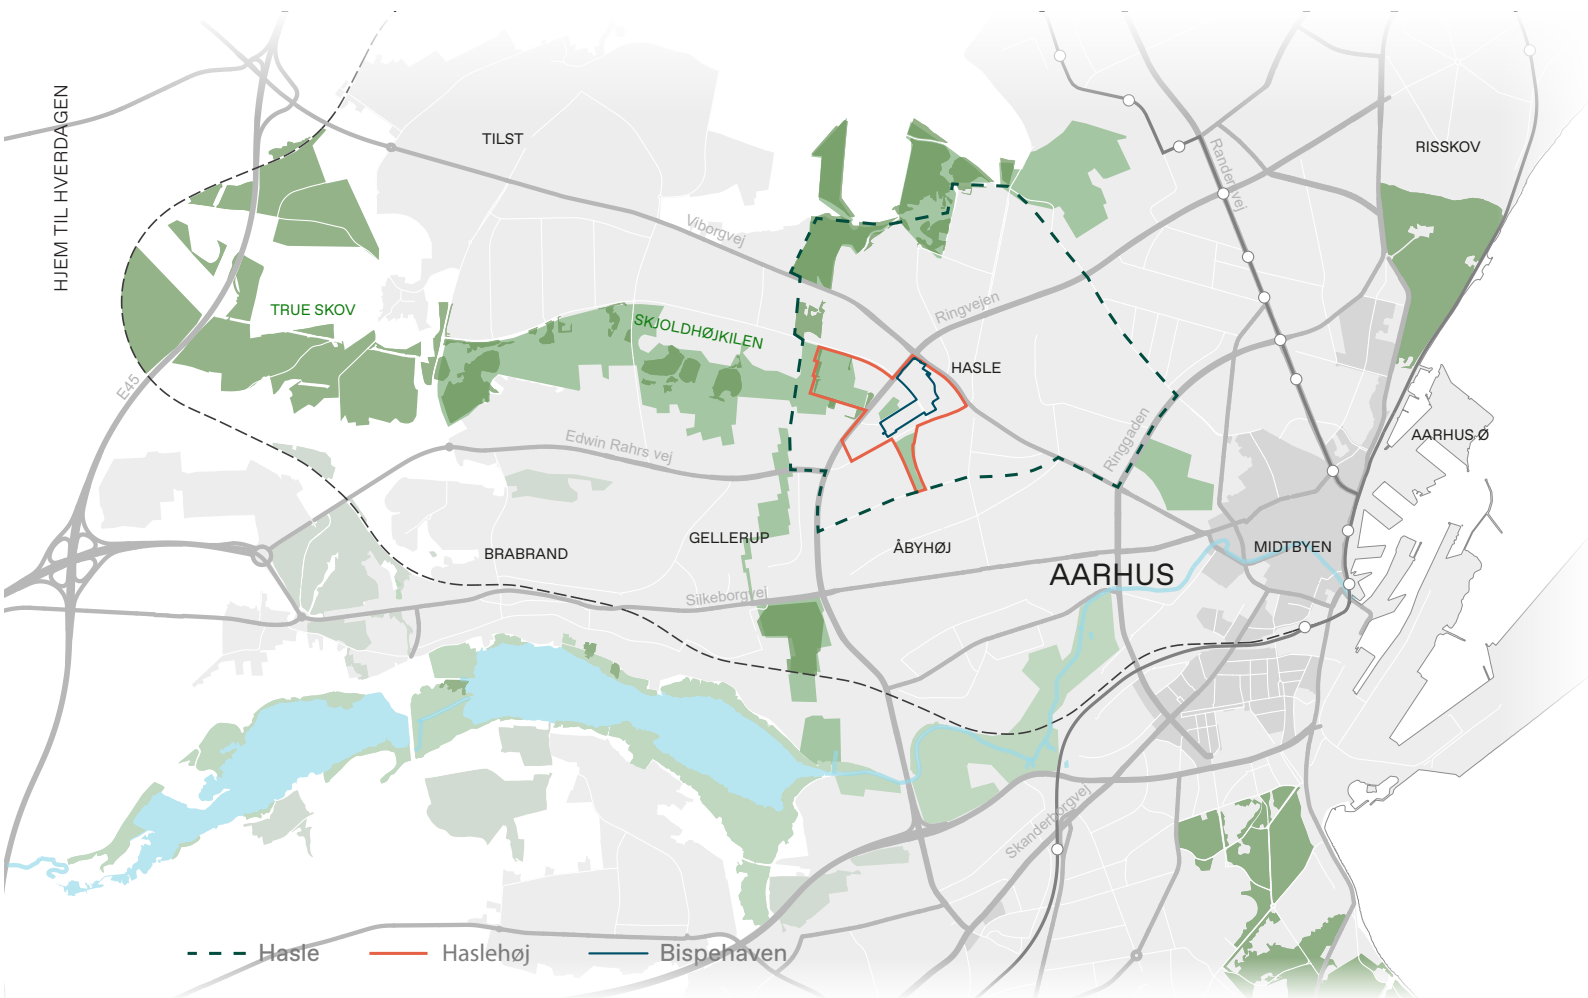 HJEM TIL HVERDAGEN
TILST
RISSKOV
Randersvej
Viborgvej
TRUE SKOV
Ringvejen
SKJOLDHØJKILEN
HASLE
E45
Ringgaden
AARHUS Ø
Edwin Rahrs vej
GELLERUP
BRABRAND
ÅBYHØJ
MIDTBYEN
AARHUS
Silkeborgvej
Skanderborgvej
Hasle
Haslehøj
Bispehaven